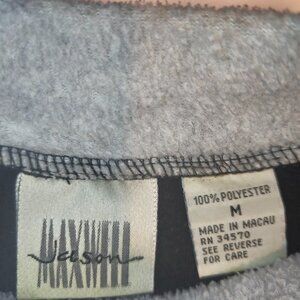 MAXWELL
Jason
100% POLYESTER
M
MADE IN MACAU
RN 34570
SEE REVERSE
FOR CARE